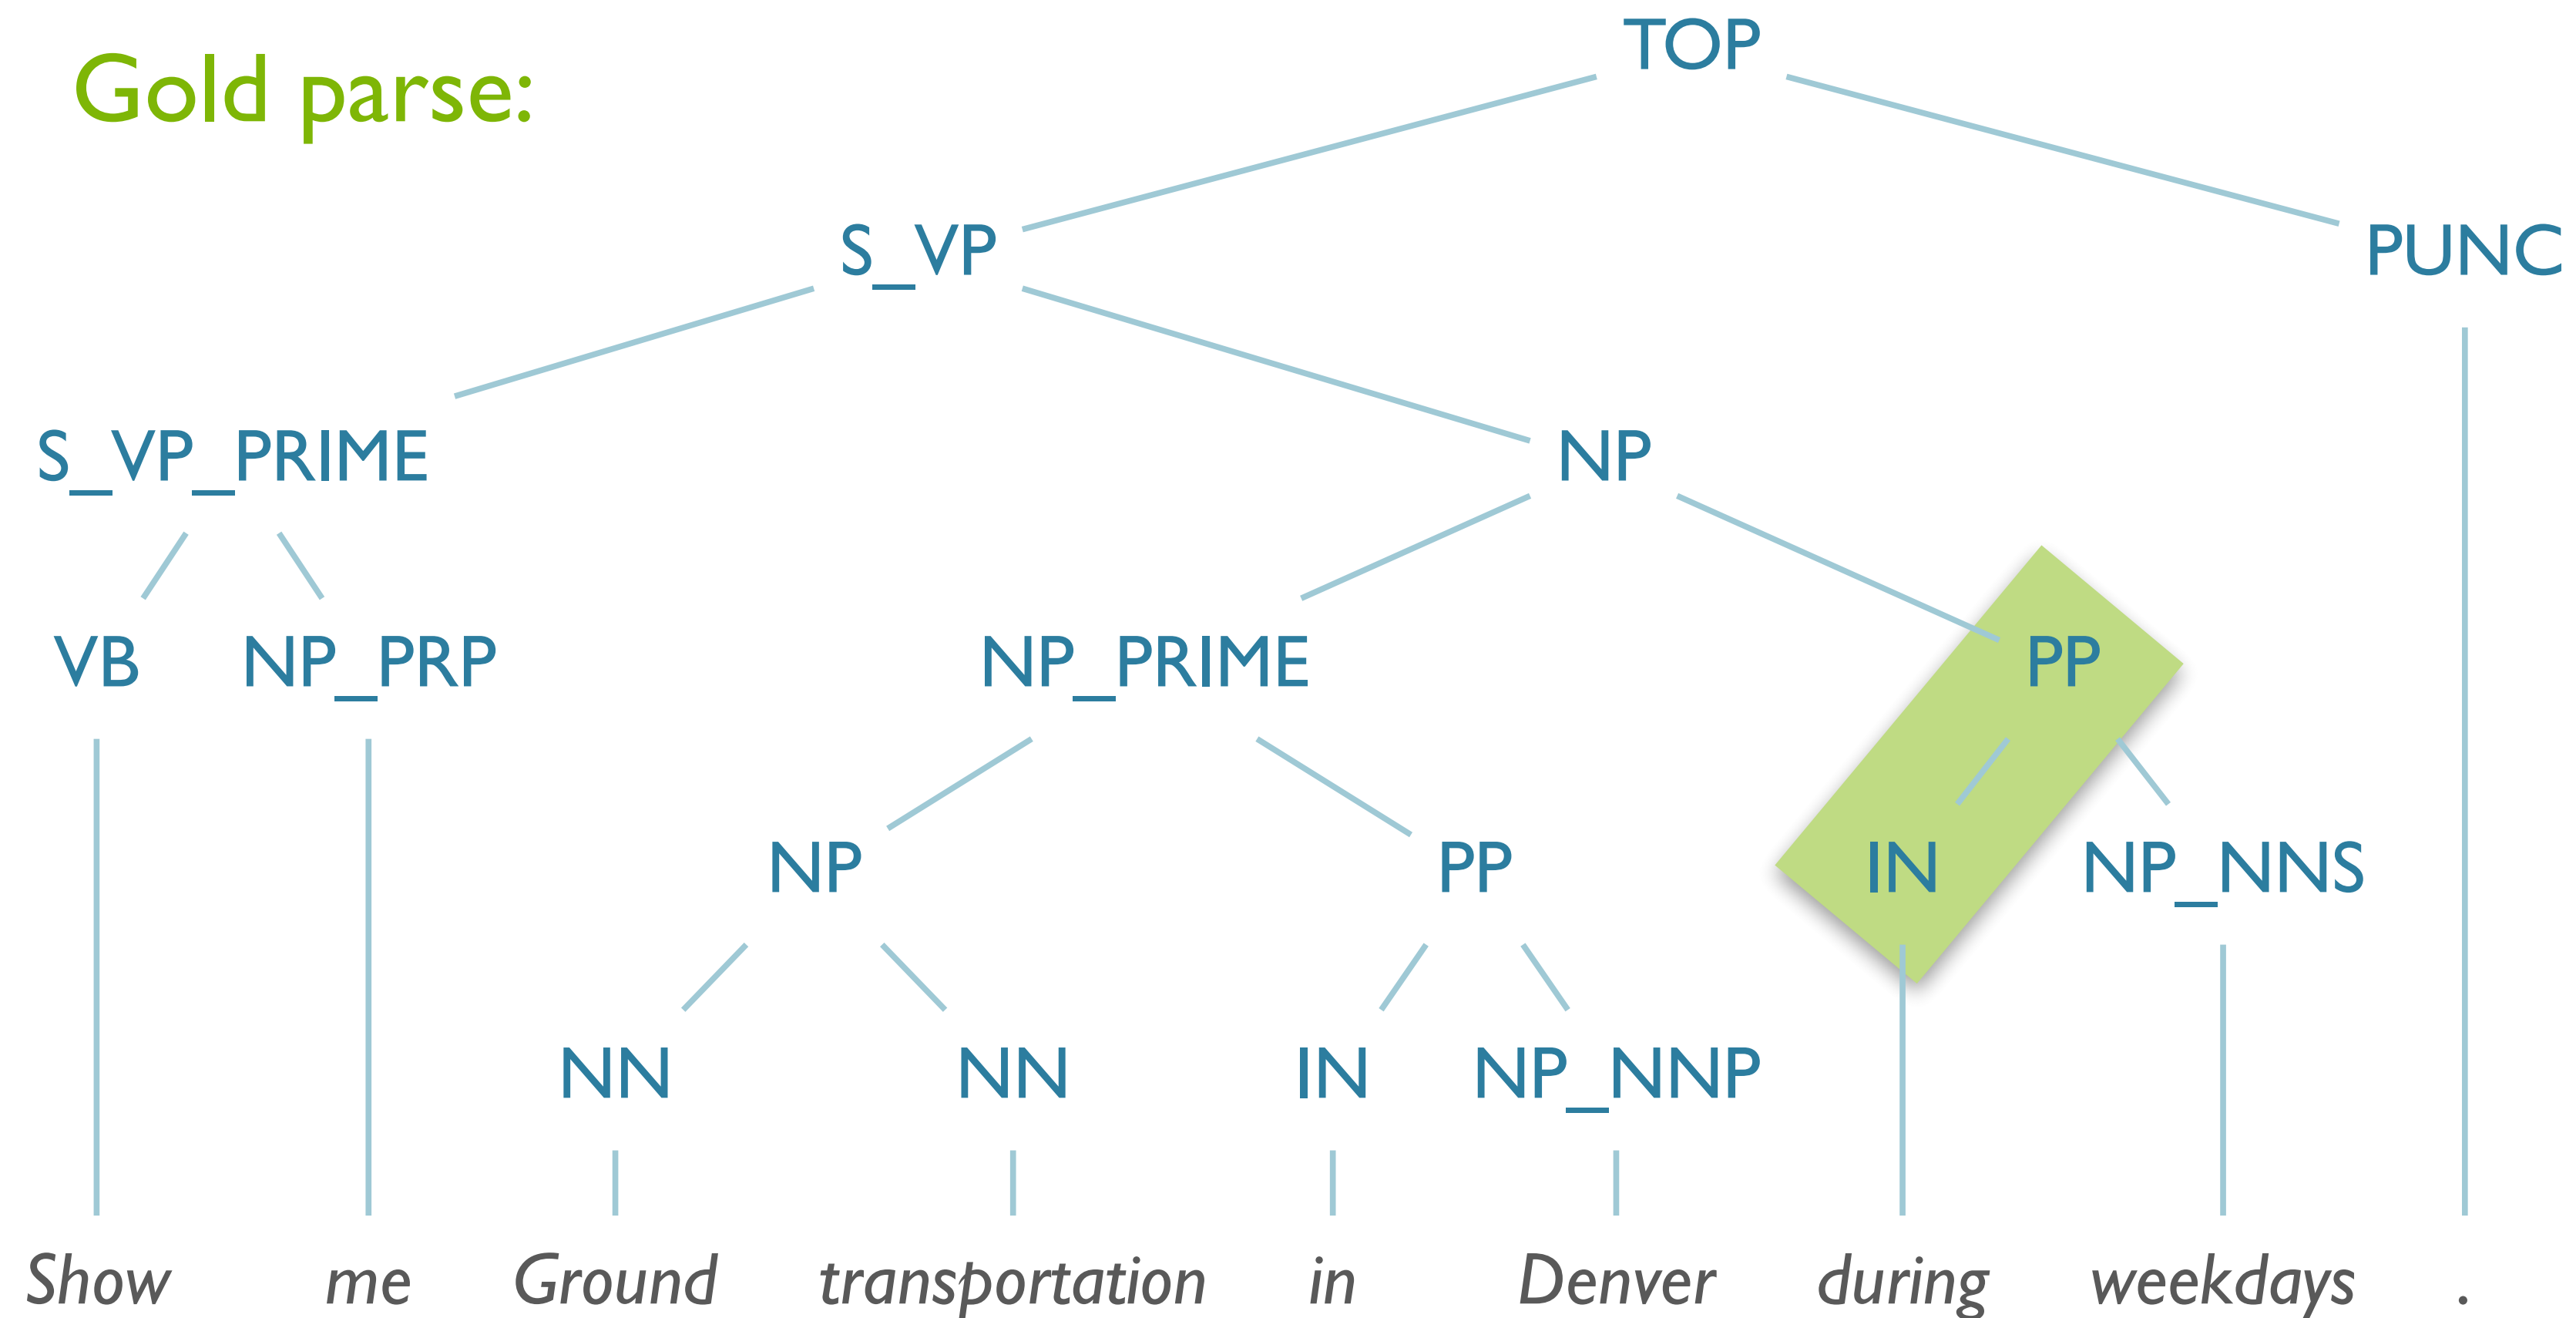 Gold parse:
TOP
S_VP PUNC
S_VP_PRIME NP
VB NP_PRP NP_PRIME PP
NP PP IN NP_NNS
NN NN IN NP_NNP
Show me Ground transportation in Denver during weekdays .